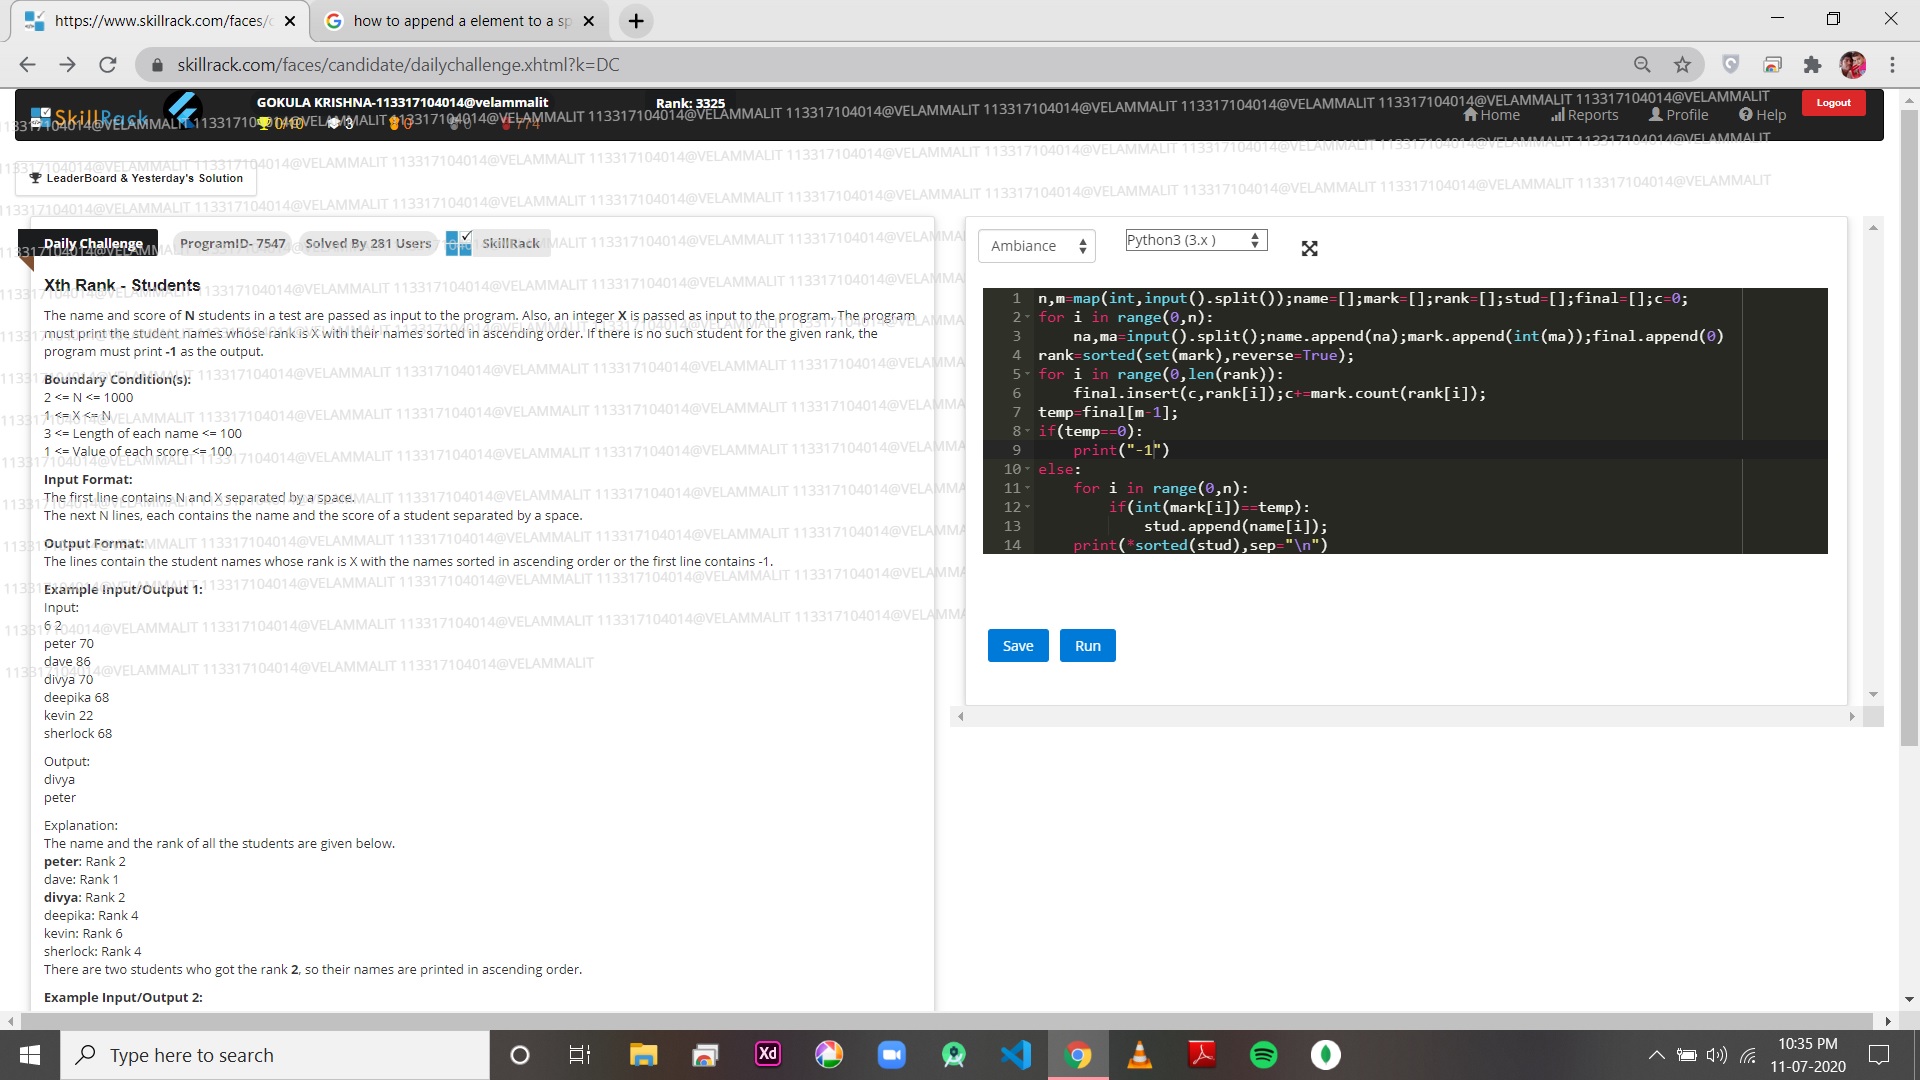 https://www.skillrack.com/faces/c
how to append a element to a sp
skillrack.com/faces/candidate/dailychallenge.xhtml?k=DC
SkillRack
GOKULA KRISHNA-113317104014@velammalit
Rank: 3325
Logout
0/10 3 0 0 774
Home Reports Profile Help
LeaderBoard & Yesterday's Solution
Daily Challenge ProgramID- 7547 Solved By 281 Users SkillRack
Xth Rank - Students
The name and score of N students in a test are passed as input to the program. Also, an integer X is passed as input to the program. The program
must print the student names whose rank is X with their names sorted in ascending order. If there is no such student for the given rank, the
program must print -1 as the output.
Boundary Condition(s):
2 <= N <= 1000
1 <= X <= N
3 <= Length of each name <= 100
1 <= Value of each score <= 100
Input Format:
The first line contains N and X separated by a space.
The next N lines, each contains the name and the score of a student separated by a space.
Output Format:
The lines contain the student names whose rank is X with the names sorted in ascending order or the first line contains -1.
Example Input/Output 1:
Input:
6 2
peter 70
dave 86
divya 70
deepika 68
kevin 22
sherlock 68
Output:
divya
peter
Explanation:
The name and the rank of all the students are given below.
peter: Rank 2
dave: Rank 1
divya: Rank 2
deepika: Rank 4
kevin: Rank 6
sherlock: Rank 4
There are two students who got the rank 2, so their names are printed in ascending order.
Example Input/Output 2:
Ambiance
Python3 (3.x )
1 n,m=map(int,input().split());name=[];mark=[];rank=[];stud=[];final=[];c=0;
2 for i in range(0,n):
3 na,ma=input().split();name.append(na);mark.append(int(ma));final.append(0)
4 rank=sorted(set(mark),reverse=True);
5 for i in range(0,len(rank)):
6 final.insert(c,rank[i]);c+=mark.count(rank[i]);
7 temp=final[m-1];
8 if(temp==0):
9 print("-1")
10 else:
11 for i in range(0,n):
12 if(int(mark[i])==temp):
13 stud.append(name[i]);
14 print(*sorted(stud),sep="\n")
Save
Run
113317104014@VELAMMALIT 113317104014@VELAMMALIT 113317104014@VELAMMALIT
Type here to search
10:35 PM
11-07-2020